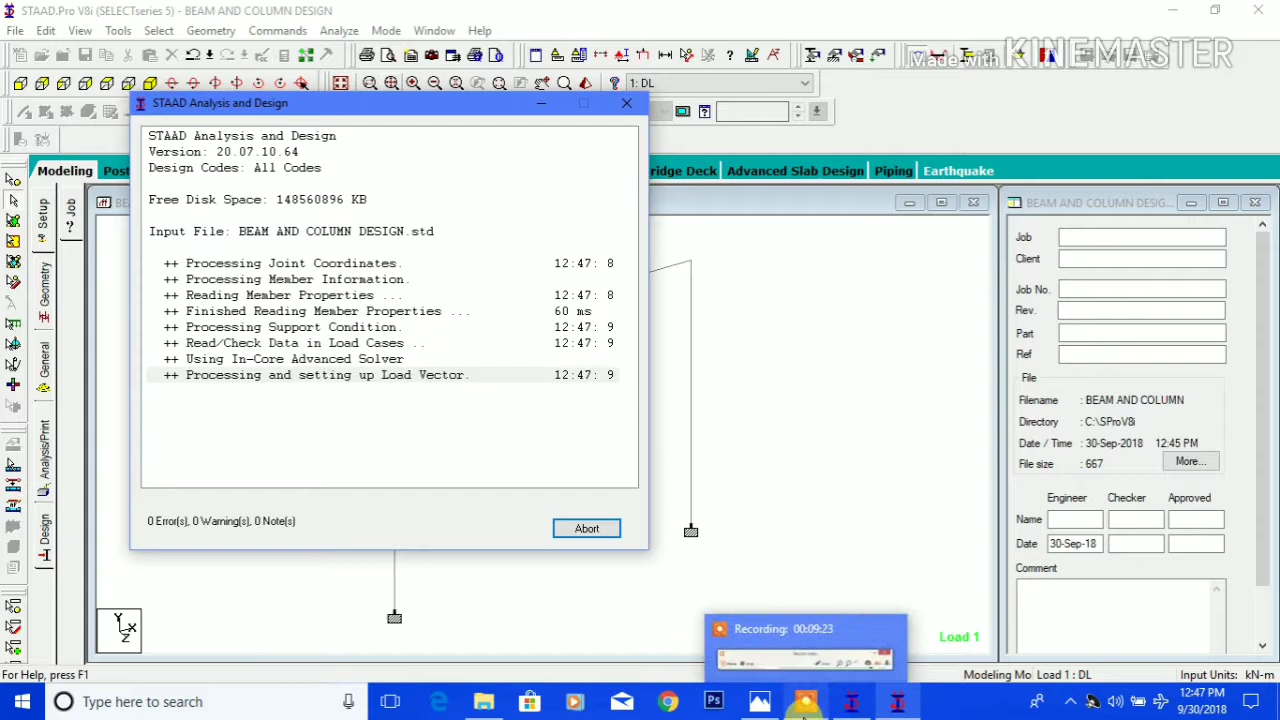 STAAD.Pro V8i (SELECTseries 5) - BEAM AND COLUMN DESIGN
File Edit View Tools Select Geometry Commands Analyze Mode Window Help
Made with KINEMASTER
1: DL
STAAD Analysis and Design
Modeling Post
ridge Deck Advanced Slab Design Piping Earthquake
STAAD Analysis and Design
Version: 20.07.10.64
Design Codes: All Codes
Free Disk Space: 148560896 KB
Input File: BEAM AND COLUMN DESIGN.std
++ Processing Joint Coordinates. 12:47: 8
++ Processing Member Information.
++ Reading Member Properties ... 12:47: 8
++ Finished Reading Member Properties ... 60 ms
++ Processing Support Condition. 12:47: 9
++ Read/Check Data in Load Cases .. 12:47: 9
++ Using In-Core Advanced Solver
++ Processing and setting up Load Vector. 12:47: 9
0 Error(s), 0 Warning(s), 0 Note(s)
Abort
Setup
Geometry
General
Analysis/Print
Design
Job
BE
BEAM AND COLUMN DESIG...
Job
Client
Job No.
Rev.
Part
Ref
File
Filename : BEAM AND COLUMN
Directory : C:\SProV8i
Date / Time : 30-Sep-2018 12:45 PM
File size : 667
More...
Engineer Checker Approved
Name
Date 30-Sep-18
Comment
Y
X
Z
Load 1
Recording: 00:09:23
For Help, press F1
Modeling Mo Load 1 : DL Input Units: kN-m
Type here to search
Ps
12:47 PM
9/30/2018